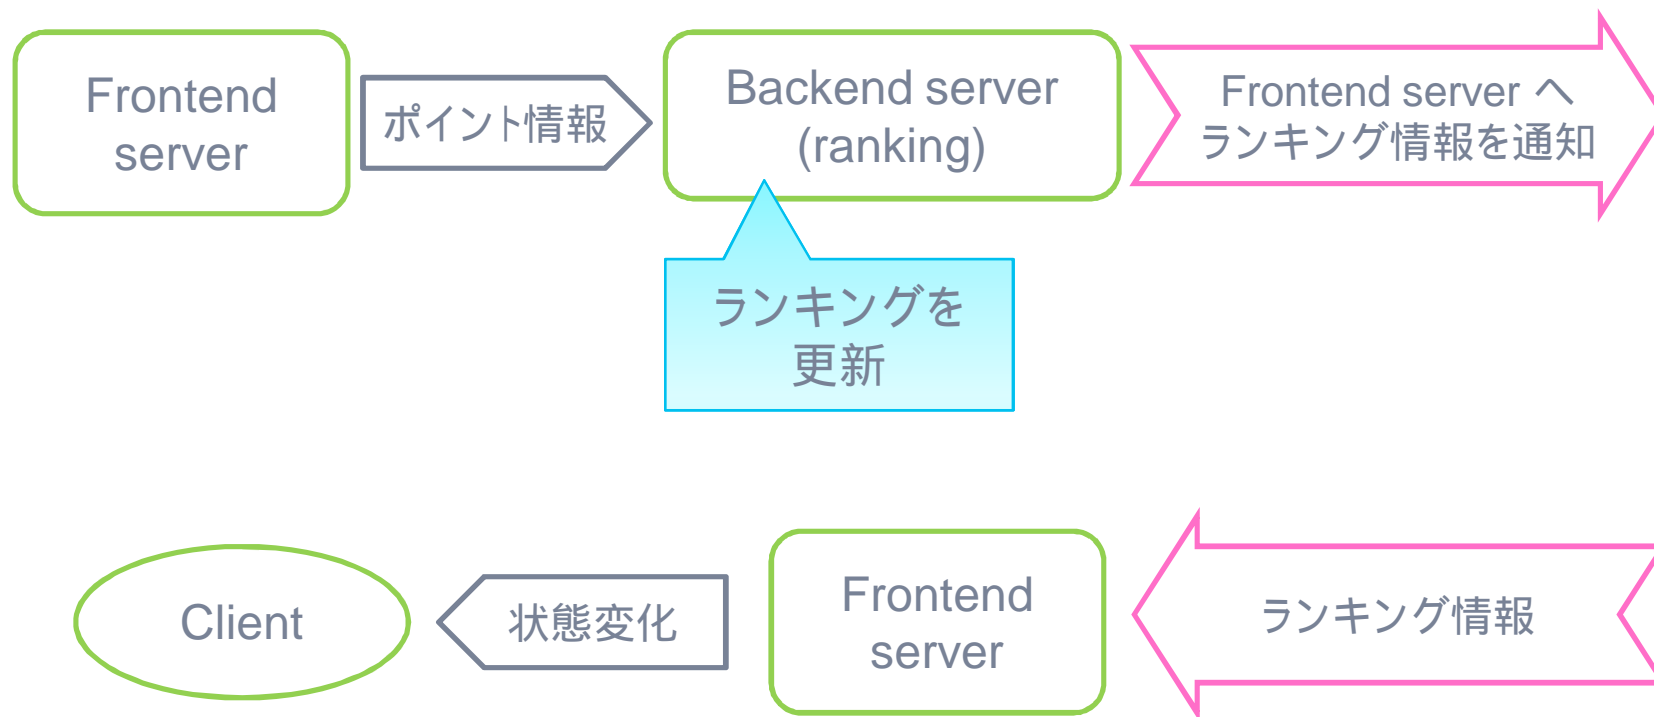 Frontend
server
ポイント情報
Backend server
(ranking)
Frontend server へ
ランキング情報を通知
ランキングを
更新
Client
状態変化
Frontend
server
ランキング情報